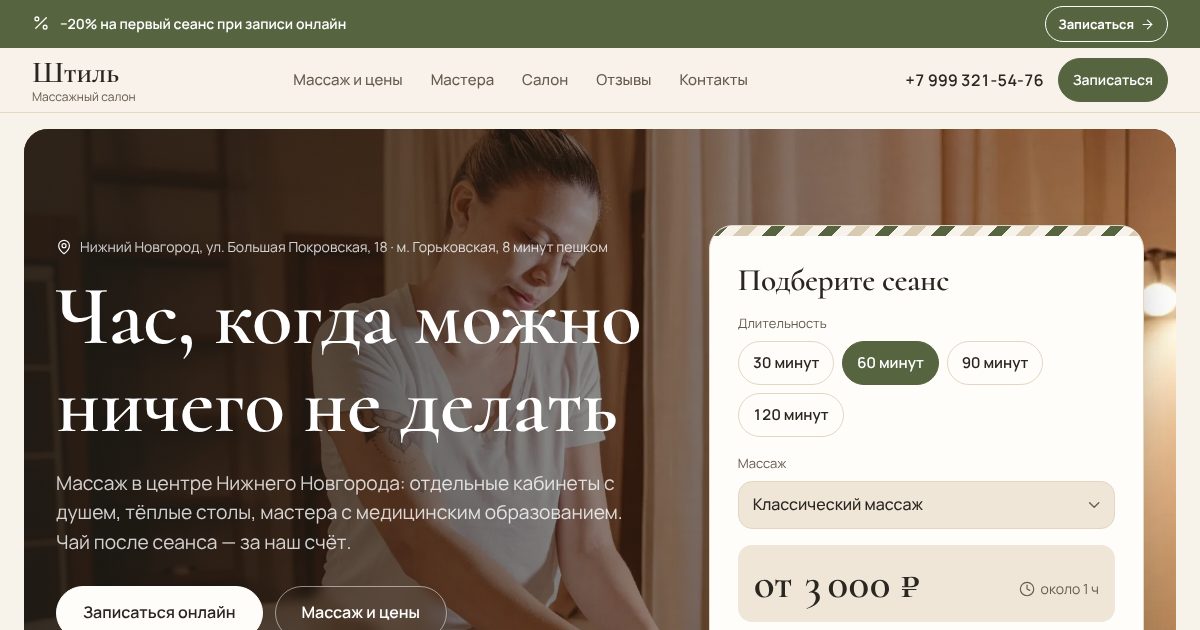 −20% на первый сеанс при записи онлайн
Записаться →
Штиль
Массажный салон
Массаж и цены
Мастера
Салон
Отзывы
Контакты
+7 999 321-54-76
Записаться
Нижний Новгород, ул. Большая Покровская, 18 · м. Горьковская, 8 минут пешком
Час, когда можно
ничего не делать
Массаж в центре Нижнего Новгорода: отдельные кабинеты с
душем, тёплые столы, мастера с медицинским образованием.
Чай после сеанса — за наш счёт.
Записаться онлайн
Массаж и цены
Подберите сеанс
Длительность
30 минут
60 минут
90 минут
120 минут
Массаж
Классический массаж
от 3 000 ₽
около 1 ч